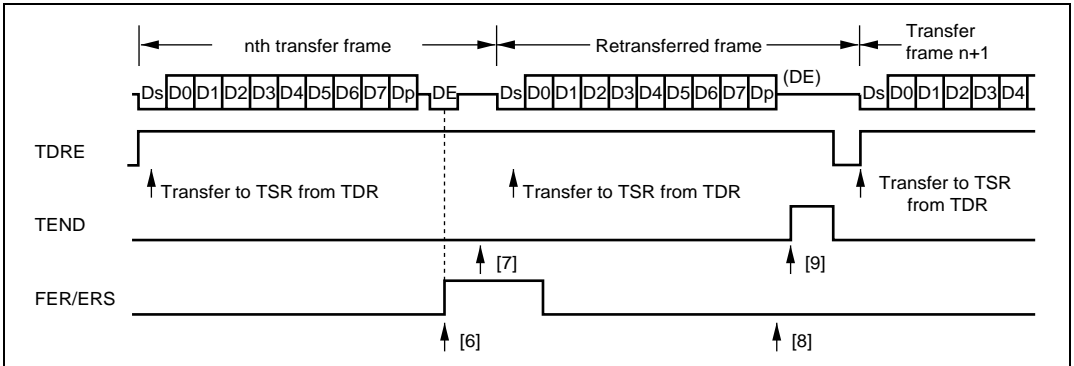 nth transfer frame
Retransferred frame
Transfer
frame n+1
Ds D0 D1 D2 D3 D4 D5 D6 D7 Dp DE Ds D0 D1 D2 D3 D4 D5 D6 D7 Dp (DE) Ds D0 D1 D2 D3 D4
TDRE
Transfer to TSR from TDR
Transfer to TSR from TDR
Transfer to TSR
from TDR
TEND
[7]
[9]
FER/ERS
[6]
[8]